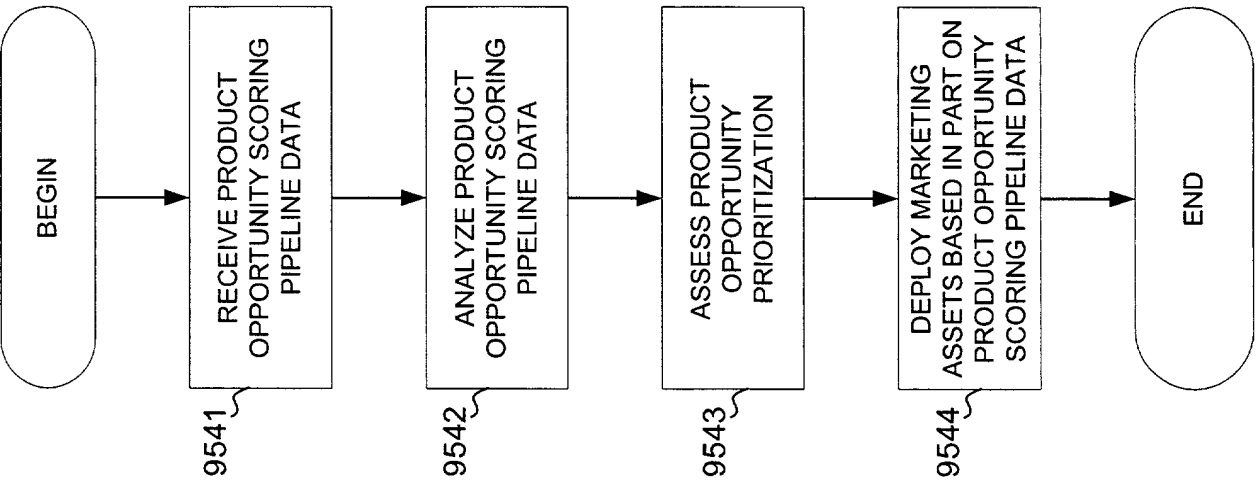 BEGIN
RECEIVE PRODUCT
OPPORTUNITY SCORING
PIPELINE DATA
9541
ANALYZE PRODUCT
OPPORTUNITY SCORING
PIPELINE DATA
9542
ASSESS PRODUCT
OPPORTUNITY
PRIORITIZATION
9543
DEPLOY MARKETING
ASSETS BASED IN PART ON
PRODUCT OPPORTUNITY
SCORING PIPELINE DATA
9544
END